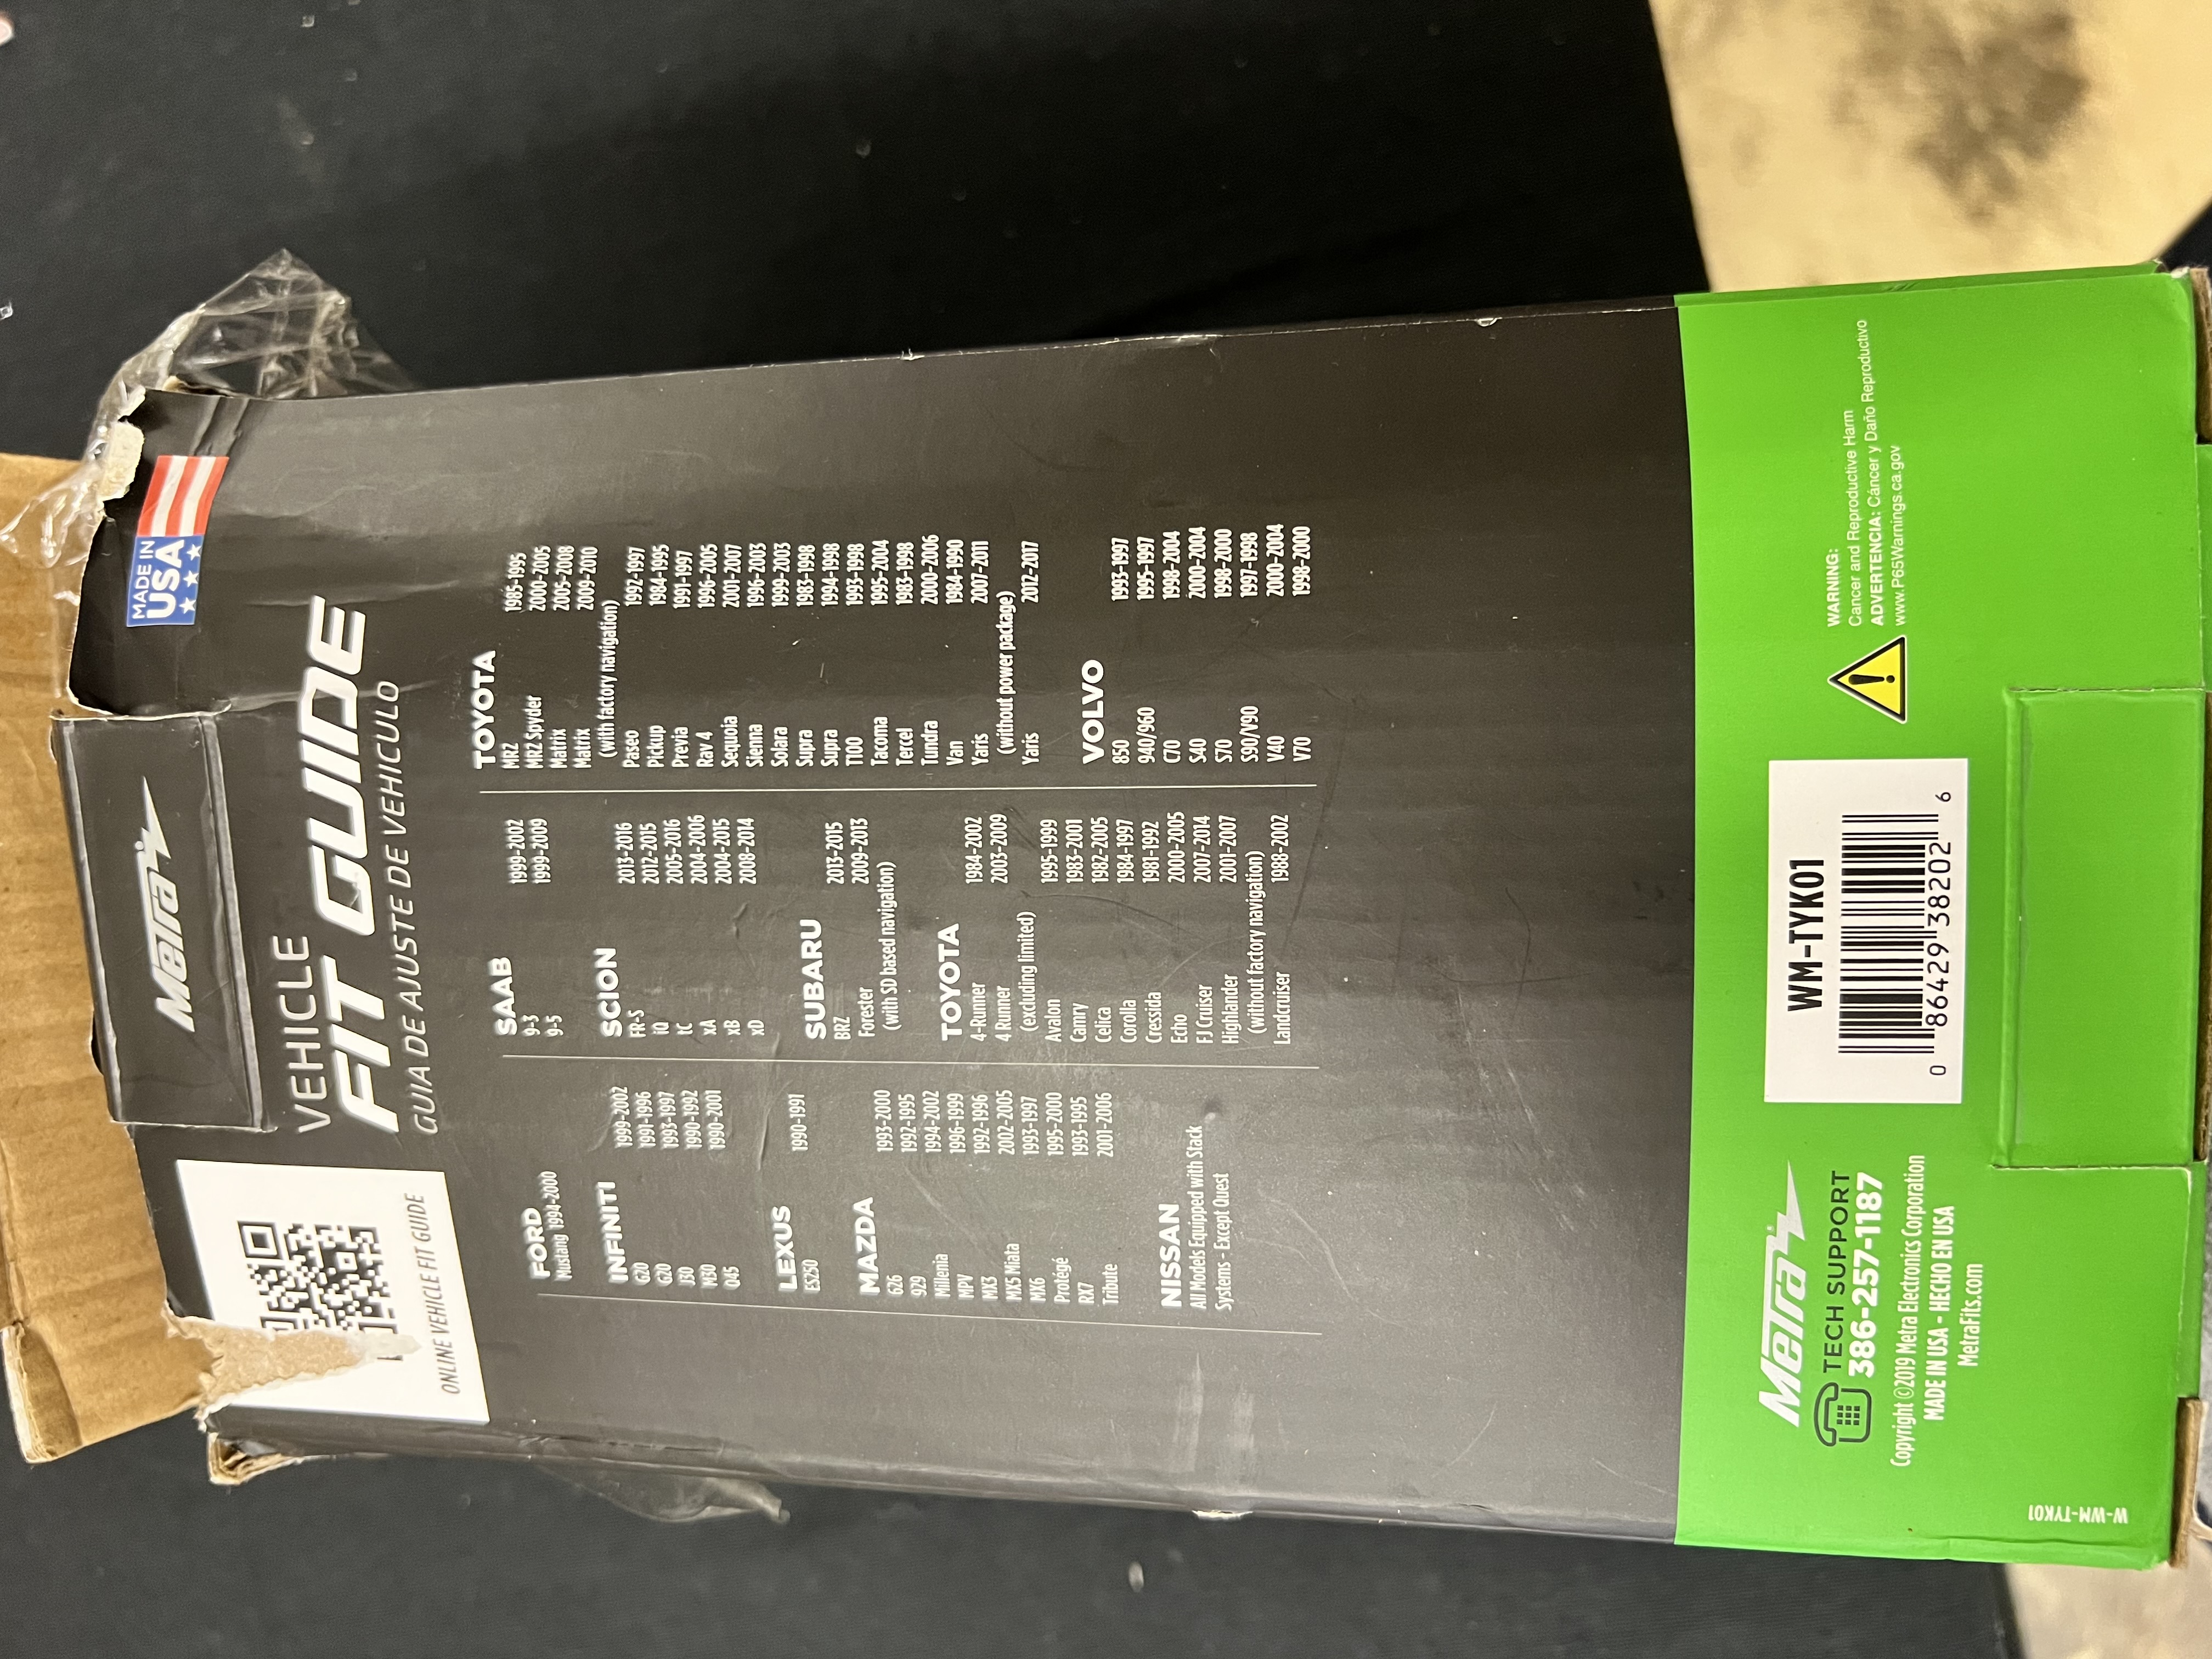 Metra
MADE IN
USA
ONLINE VEHICLE FIT GUIDE
VEHICLE
FIT GUIDE
GUIA DE AJUSTE DE VEHICULO
FORD
Mustang 1994-2000
INFINITI
G20 1999-2002
G20 1991-1996
J30 1993-1997
M30 1990-1992
Q45 1990-2001
LEXUS
ES250 1990-1991
MAZDA
626 1993-2000
929 1992-1995
Millenia 1994-2002
MPV 1996-1999
MX3 1992-1996
MX5 Miata 2002-2005
MX6 1993-1997
Protégé 1995-2000
RX7 1993-1995
Tribute 2001-2006
NISSAN
All Models Equipped with Stack
Systems - Except Quest
SAAB
9-3 1999-2002
9-5 1999-2009
SCION
FR-S 2013-2016
iQ 2012-2015
tC 2005-2016
xA 2004-2006
xB 2004-2015
xD 2008-2014
SUBARU
BRZ 2013-2015
Forester 2009-2013
(with SD based navigation)
TOYOTA
4-Runner 1984-2002
4 Runner 2003-2009
(excluding limited)
Avalon 1995-1999
Camry 1983-2001
Celica 1982-2005
Corolla 1984-1997
Cressida 1981-1992
Echo 2000-2005
FJ Cruiser 2007-2014
Highlander 2001-2007
(without factory navigation)
Landcruiser 1988-2002
TOYOTA
MR2 1985-1995
MR2 Spyder 2000-2005
Matrix 2005-2008
Matrix 2009-2010
(with factory navigation)
Paseo 1992-1997
Pickup 1984-1995
Previa 1991-1997
Rav 4 1996-2005
Sequoia 2001-2007
Sienna 1996-2003
Solara 1999-2003
Supra 1983-1998
Supra 1994-1998
T100 1993-1998
Tacoma 1995-2004
Tercel 1983-1998
Tundra 2000-2006
Van 1984-1990
Yaris 2007-2011
(without power package)
Yaris 2012-2017
VOLVO
850 1993-1997
940/960 1995-1997
C70 1998-2004
S40 2000-2004
S70 1998-2000
S90/V90 1997-1998
V40 2000-2004
V70 1998-2000
Metra
TECH SUPPORT
386-257-1187
Copyright ©2019 Metra Electronics Corporation
MADE IN USA - HECHO EN USA
MetraFits.com
WM-TYK01
0 86429 38202 6
WARNING:
Cancer and Reproductive Harm
ADVERTENCIA: Cáncer y Daño Reproductivo
www.P65Warnings.ca.gov
W-WM-TYK01